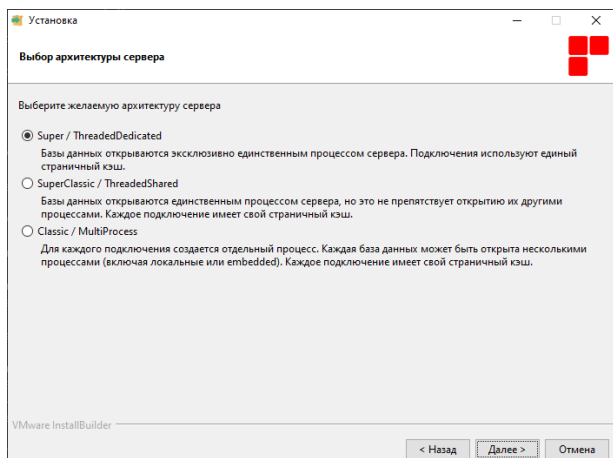 Установка
Выбор архитектуры сервера
Выберите желаемую архитектуру сервера
Super / ThreadedDedicated
Базы данных открываются эксклюзивно единственным процессом сервера. Подключения используют единый
страничный кэш.
SuperClassic / ThreadedShared
Базы данных открываются единственным процессом сервера, но это не препятствует открытию их другими
процессами. Каждое подключение имеет свой страничный кэш.
Classic / MultiProcess
Для каждого подключения создается отдельный процесс. Каждая база данных может быть открыта несколькими
процессами (включая локальные или embedded). Каждое подключение имеет свой страничный кэш.
VMware InstallBuilder
< Назад
Далее >
Отмена